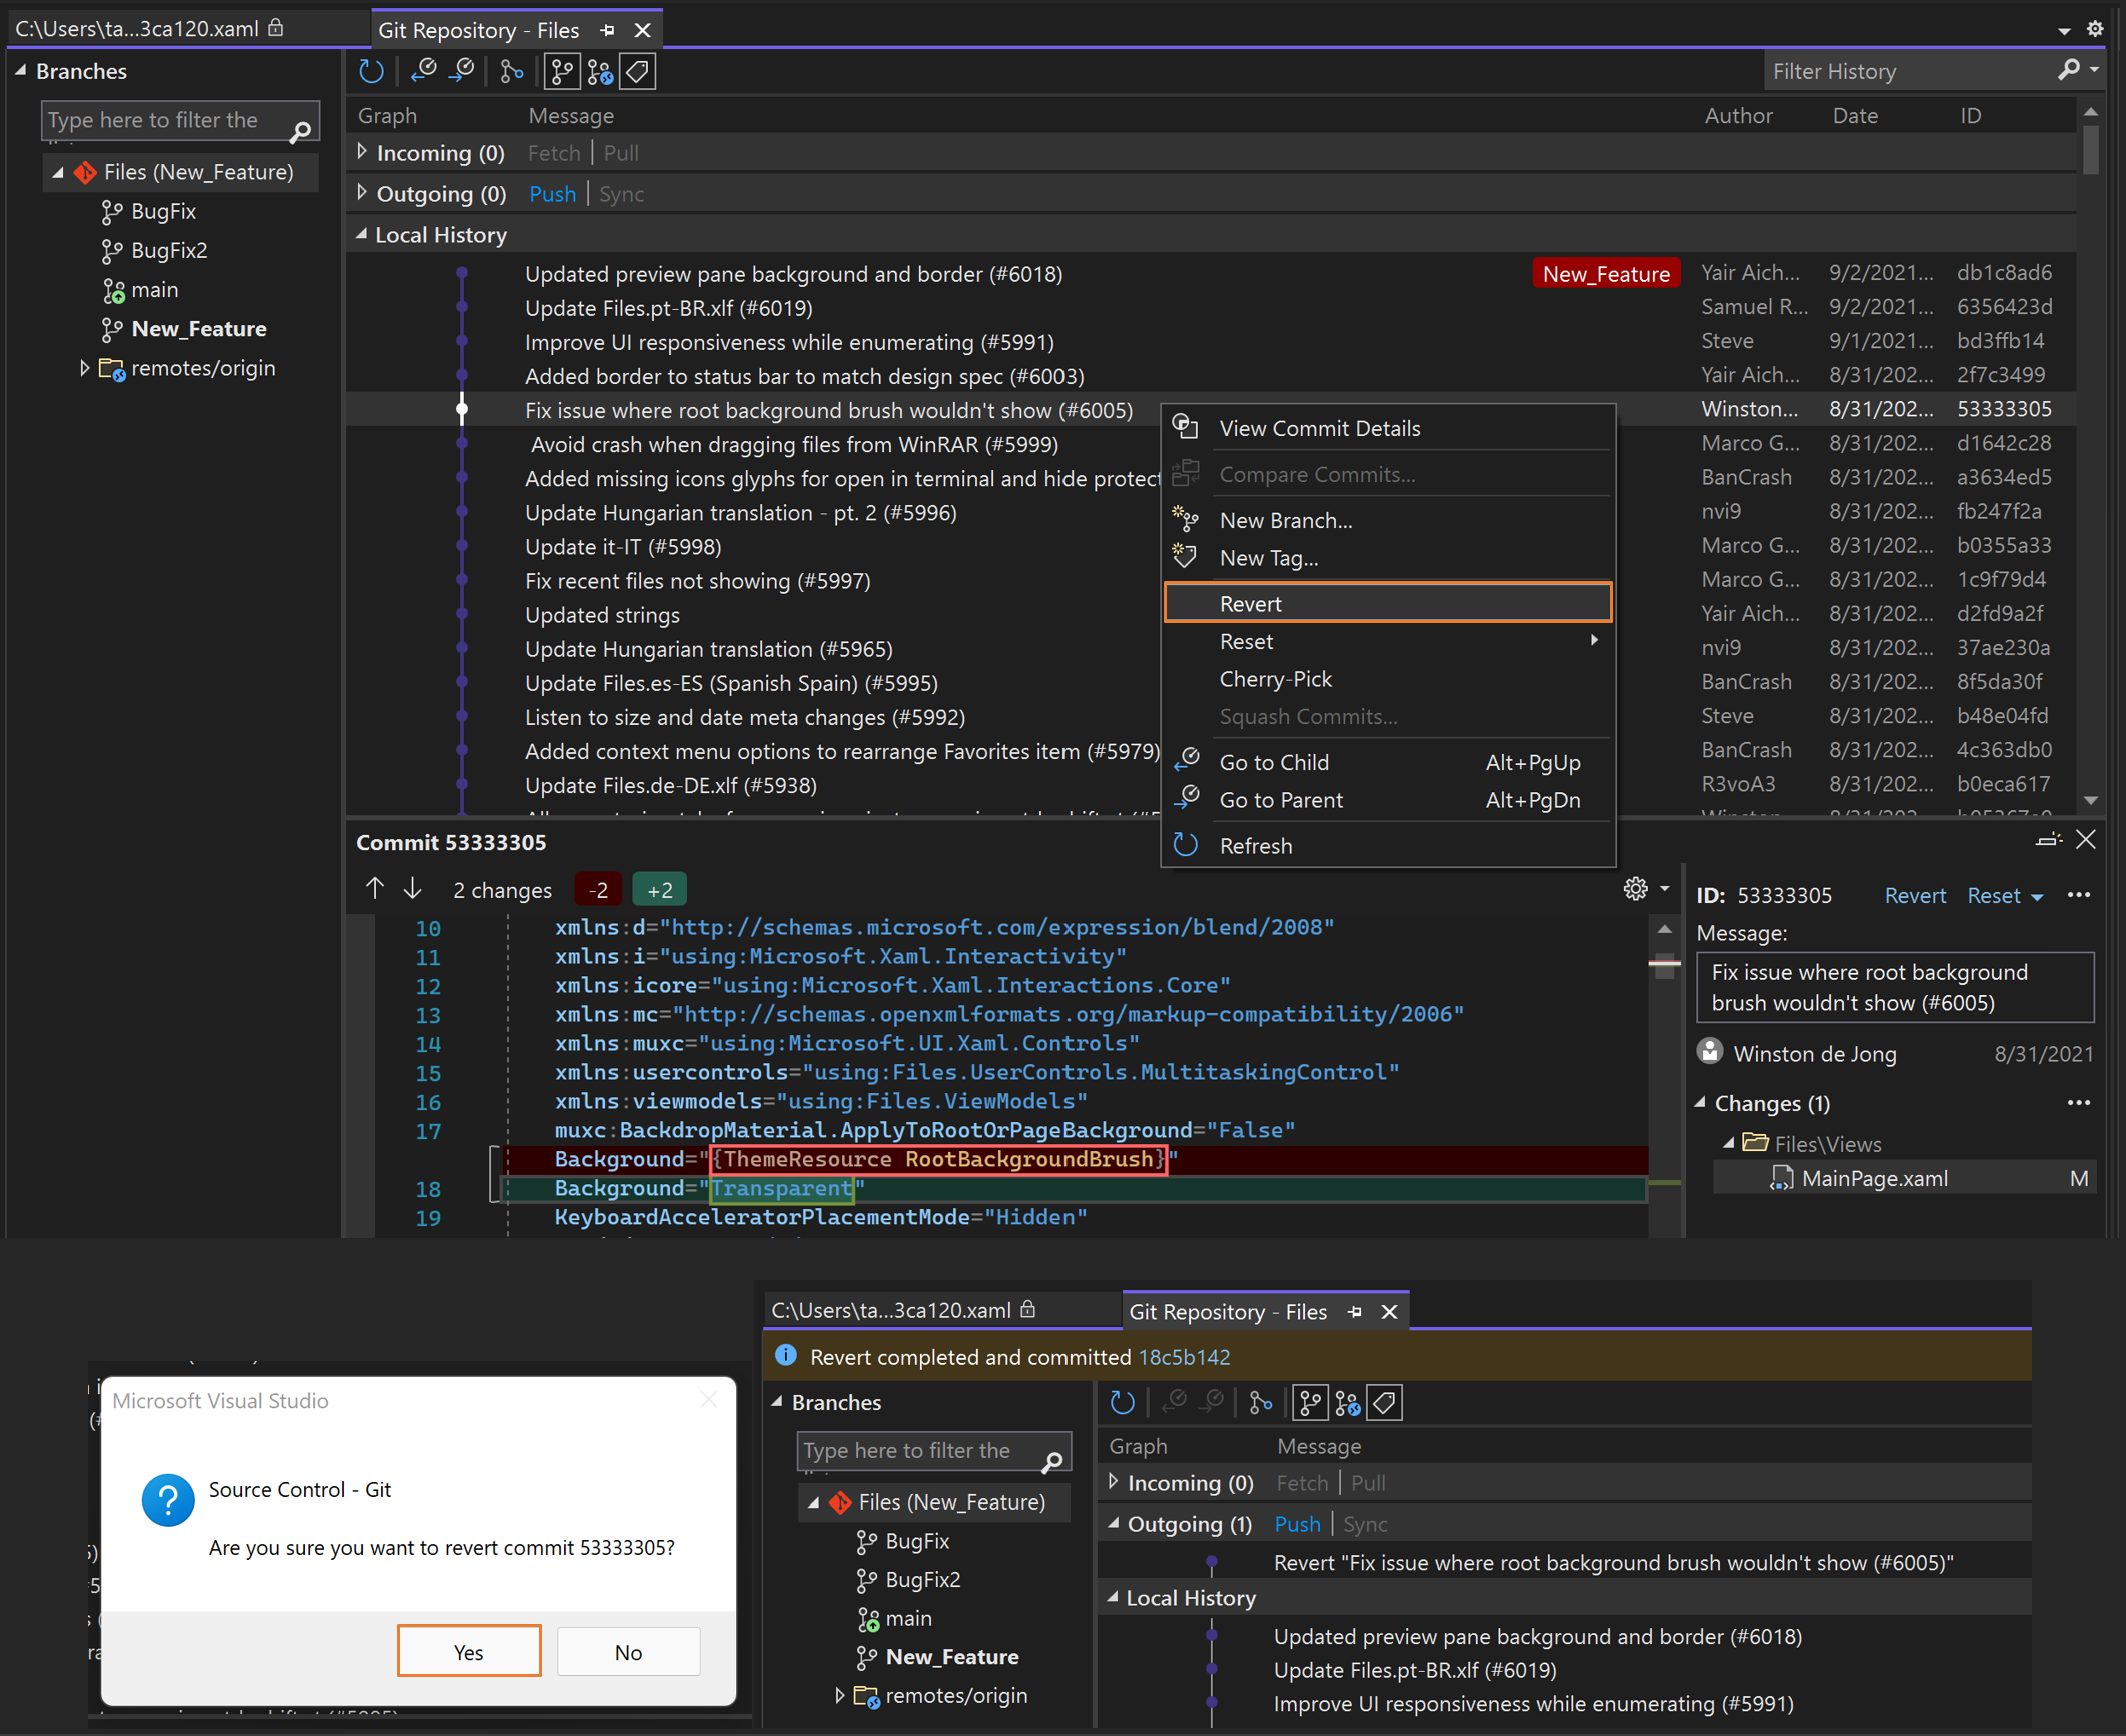 C:\Users\ta...3ca120.xaml
Git Repository - Files
Branches
Filter History
Type here to filter the
Graph Message Author Date ID
Files (New_Feature)
BugFix
BugFix2
main
New_Feature
remotes/origin
Incoming (0) Fetch | Pull
Outgoing (0) Push | Sync
Local History
Updated preview pane background and border (#6018) New_Feature Yair Aich... 9/2/2021... db1c8ad6
Update Files.pt-BR.xlf (#6019) Samuel R... 9/2/2021... 6356423d
Improve UI responsiveness while enumerating (#5991) Steve 9/1/2021... bd3ffb14
Added border to status bar to match design spec (#6003) Yair Aich... 8/31/202... 2f7c3499
Fix issue where root background brush wouldn't show (#6005) Winston... 8/31/202... 53333305
Avoid crash when dragging files from WinRAR (#5999) Marco G... 8/31/202... d1642c28
Added missing icons glyphs for open in terminal and hide protect BanCrash 8/31/202... a3634ed5
Update Hungarian translation - pt. 2 (#5996) nvi9 8/31/202... fb247f2a
Update it-IT (#5998) Marco G... 8/31/202... b0355a33
Fix recent files not showing (#5997) Marco G... 8/31/202... 1c9f79d4
Updated strings Yair Aich... 8/31/202... d2fd9a2f
Update Hungarian translation (#5965) nvi9 8/31/202... 37ae230a
Update Files.es-ES (Spanish Spain) (#5995) BanCrash 8/31/202... 8f5da30f
Listen to size and date meta changes (#5992) Steve 8/31/202... b48e04fd
Added context menu options to rearrange Favorites item (#5979) BanCrash 8/31/202... 4c363db0
Update Files.de-DE.xlf (#5938) R3voA3 8/31/202... b0eca617
View Commit Details
Compare Commits...
New Branch...
New Tag...
Revert
Reset
Cherry-Pick
Squash Commits...
Go to Child Alt+PgUp
Go to Parent Alt+PgDn
Refresh
Commit 53333305
2 changes -2 +2
10 xmlns:d="http://schemas.microsoft.com/expression/blend/2008"
11 xmlns:i="using:Microsoft.Xaml.Interactivity"
12 xmlns:icore="using:Microsoft.Xaml.Interactions.Core"
13 xmlns:mc="http://schemas.openxmlformats.org/markup-compatibility/2006"
14 xmlns:muxc="using:Microsoft.UI.Xaml.Controls"
15 xmlns:usercontrols="using:Files.UserControls.MultitaskingControl"
16 xmlns:viewmodels="using:Files.ViewModels"
17 muxc:BackdropMaterial.ApplyToRootOrPageBackground="False"
Background="{ThemeResource RootBackgroundBrush}"
18 Background="Transparent"
19 KeyboardAcceleratorPlacementMode="Hidden"
ID: 53333305 Revert Reset ...
Message:
Fix issue where root background
brush wouldn't show (#6005)
Winston de Jong 8/31/2021
Changes (1) ...
Files\Views
MainPage.xaml M
Microsoft Visual Studio
Source Control - Git
Are you sure you want to revert commit 53333305?
Yes No
C:\Users\ta...3ca120.xaml
Git Repository - Files
Revert completed and committed 18c5b142
Branches
Type here to filter the
Files (New_Feature)
BugFix
BugFix2
main
New_Feature
remotes/origin
Graph Message
Incoming (0) Fetch | Pull
Outgoing (1) Push | Sync
Revert "Fix issue where root background brush wouldn't show (#6005)"
Local History
Updated preview pane background and border (#6018)
Update Files.pt-BR.xlf (#6019)
Improve UI responsiveness while enumerating (#5991)